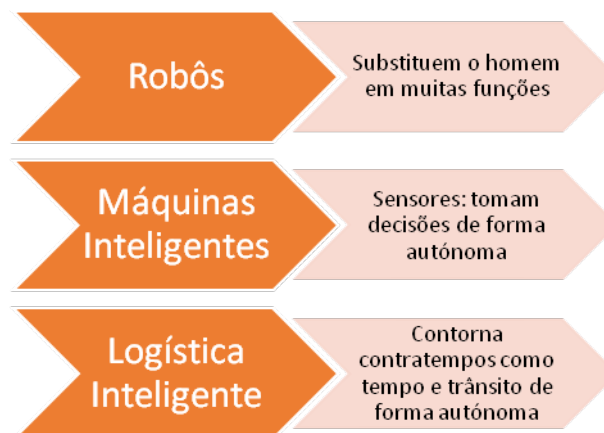 Robôs
Substituem o homem
em muitas funções
Máquinas
Inteligentes
Sensores: tomam
decisões de forma
autónoma
Logística
Inteligente
Contorna
contratempos como
tempo e trânsito de
forma autónoma